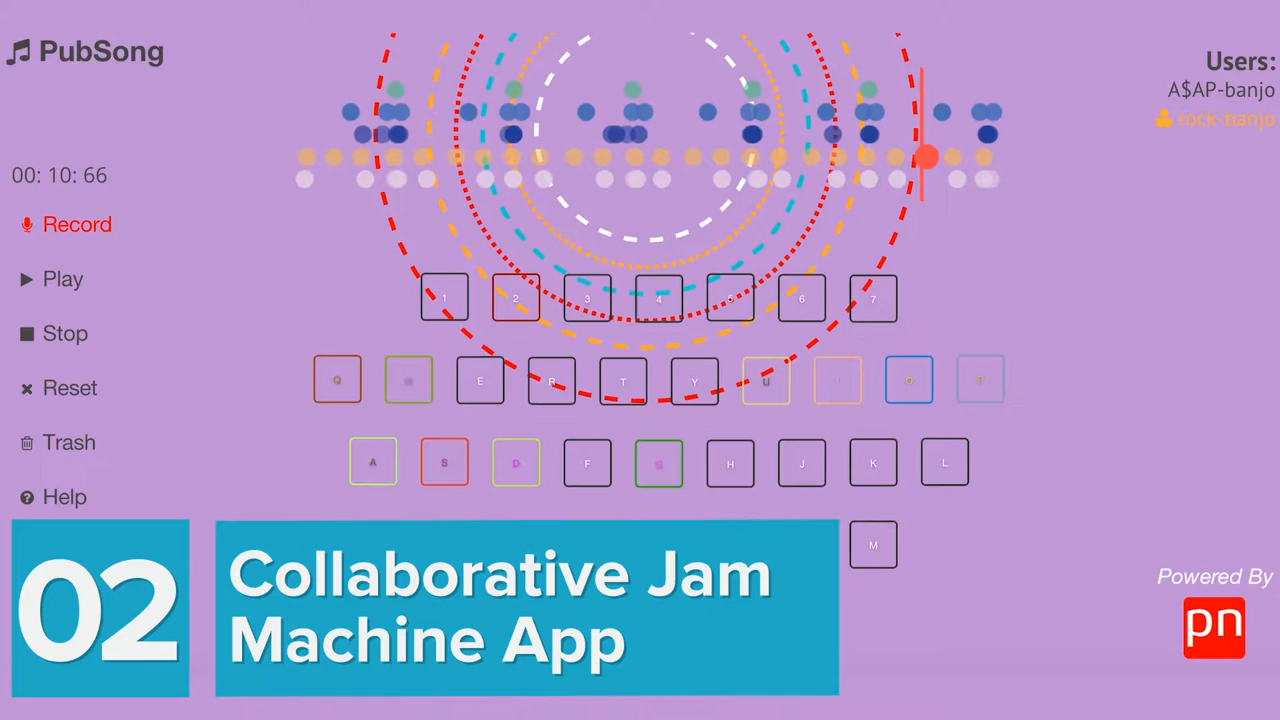 PubSong
Users:
A$AP-banjo
rock-banjo
00: 10: 66
Record
Play
Stop
Reset
Trash
Help
1 2 3 4 5 6 7
Q E R T Y U O
A S D F G H J K L
M
02
Collaborative Jam
Machine App
Powered By
pn